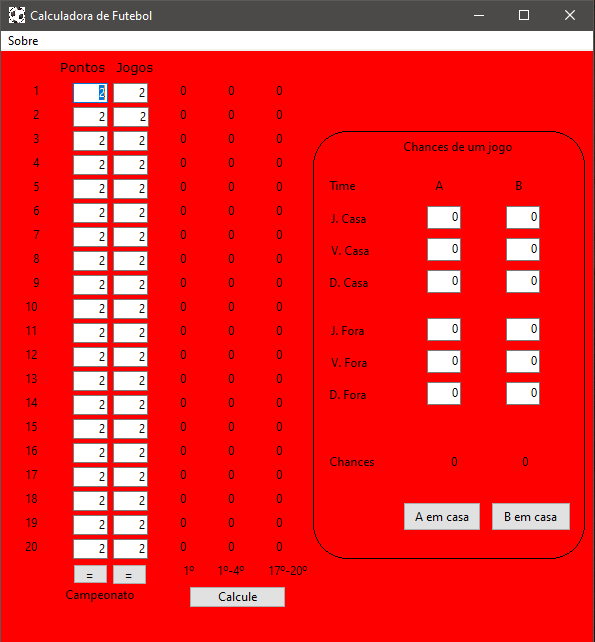 Calculadora de Futebol
Sobre
Pontos Jogos
1 2 2 0 0 0
2 2 2 0 0 0
3 2 2 0 0 0
4 2 2 0 0 0
5 2 2 0 0 0
6 2 2 0 0 0
7 2 2 0 0 0
8 2 2 0 0 0
9 2 2 0 0 0
10 2 2 0 0 0
11 2 2 0 0 0
12 2 2 0 0 0
13 2 2 0 0 0
14 2 2 0 0 0
15 2 2 0 0 0
16 2 2 0 0 0
17 2 2 0 0 0
18 2 2 0 0 0
19 2 2 0 0 0
20 2 2 0 0 0
= = 1º 1º-4º 17º-20º
Campeonato Calcule
Chances de um jogo
Time A B
J. Casa 0 0
V. Casa 0 0
D. Casa 0 0
J. Fora 0 0
V. Fora 0 0
D. Fora 0 0
Chances 0 0
A em casa B em casa